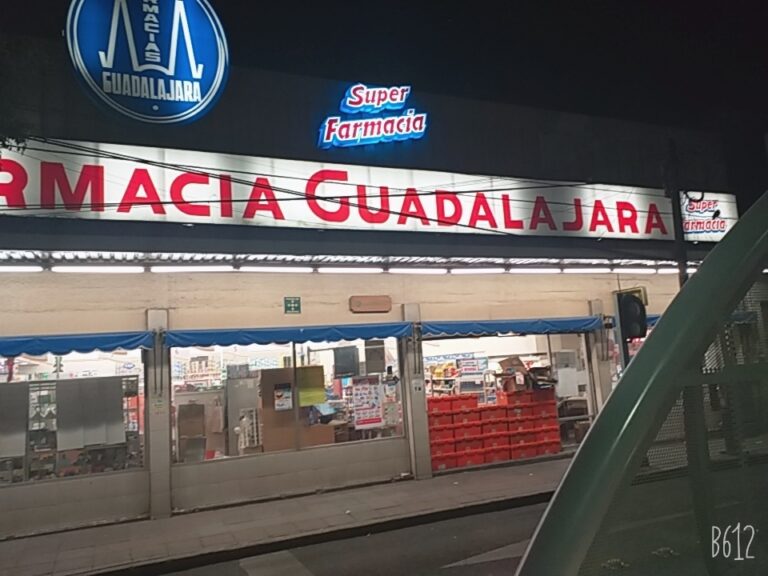 FARMACIAS
GUADALAJARA
Super
Farmacia
RMACIA GUADALAJARA
Super
Farmacia
B612